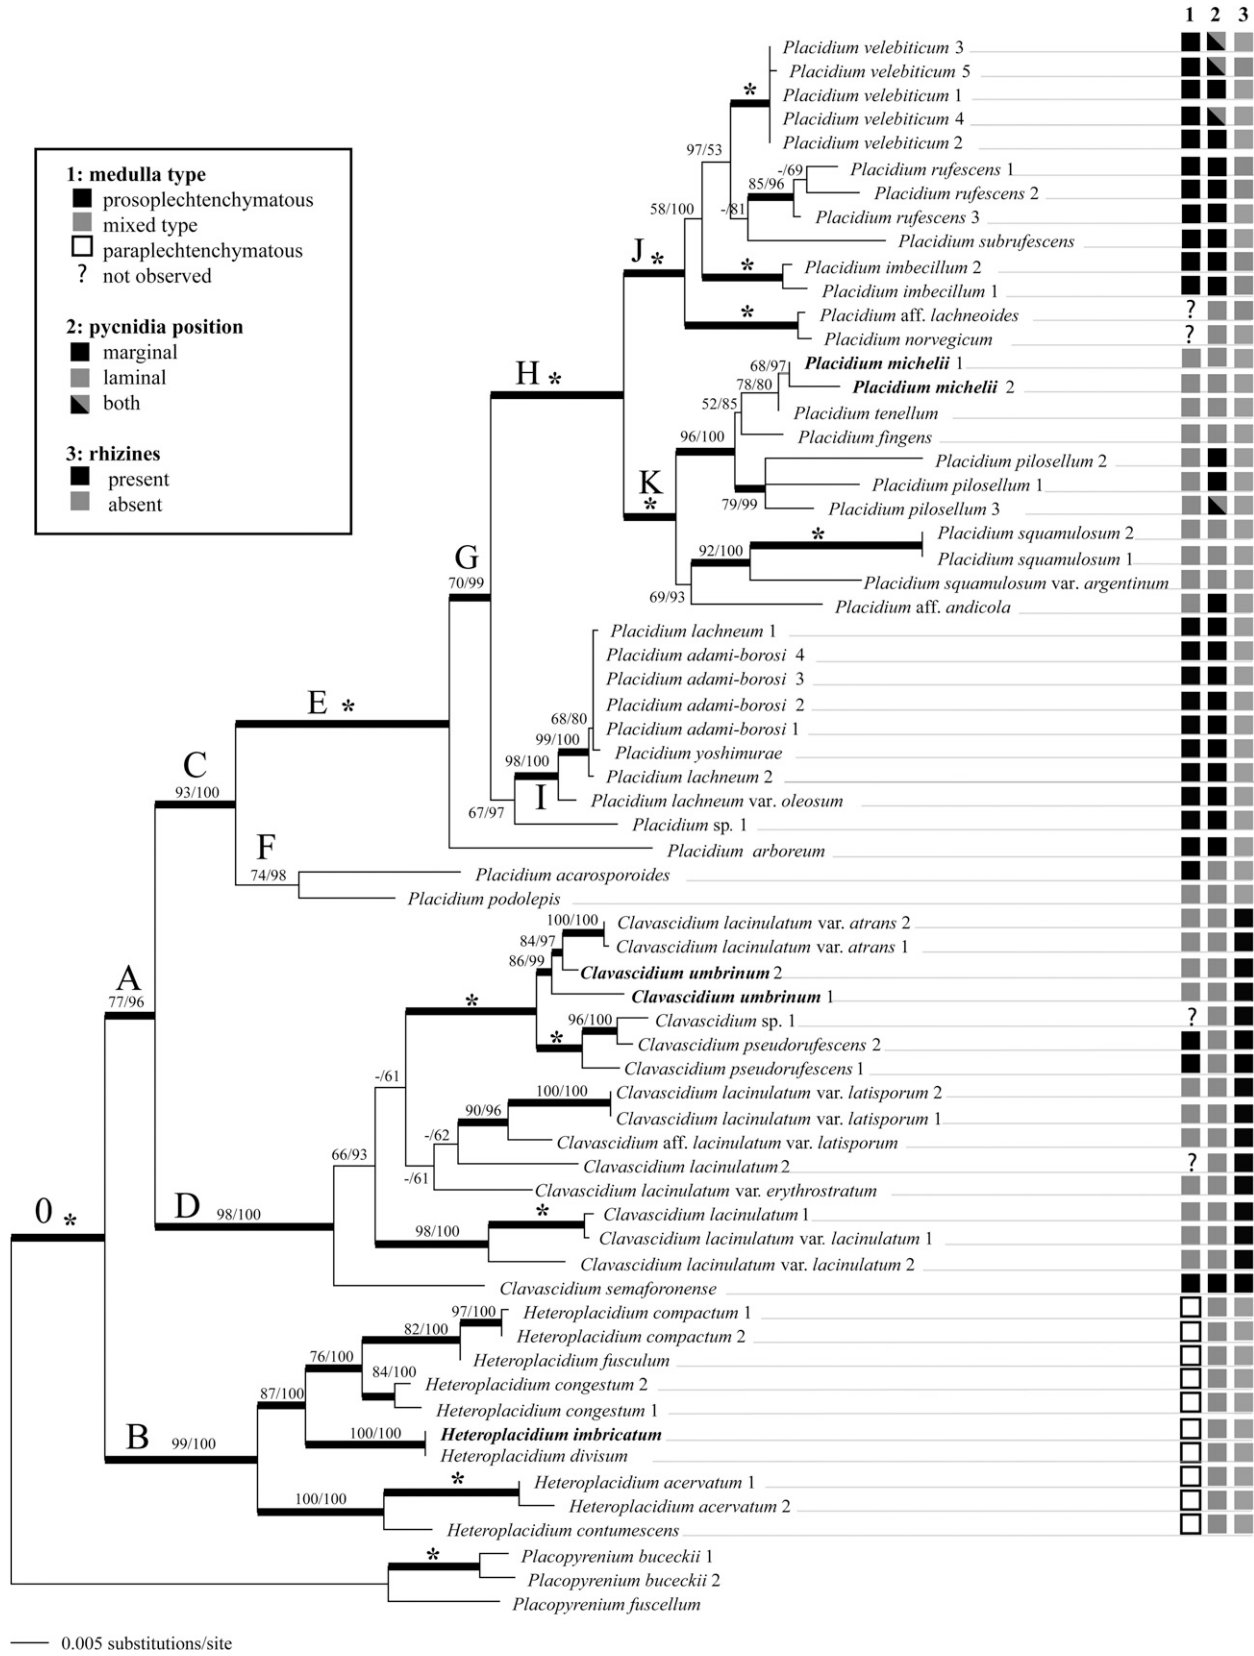 1 2 3
1: medulla type
prosoplechtenchymatous
mixed type
paraplechtenchymatous
? not observed
2: pycnidia position
marginal
laminal
both
3: rhizines
present
absent
Placidium velebiticum 3
Placidium velebiticum 5
*
Placidium velebiticum 1
Placidium velebiticum 4
Placidium velebiticum 2
97/53
-/69
Placidium rufescens 1
85/96
Placidium rufescens 2
58/100
-/81
Placidium rufescens 3
Placidium subrufescens
J *
*
Placidium imbecillum 2
Placidium imbecillum 1
*
Placidium aff. lachneoides
?
Placidium norvegicum
?
H *
68/97
Placidium michelii 1
78/80
Placidium michelii 2
52/85
Placidium tenellum
96/100
Placidium fingens
Placidium pilosellum 2
K
*
Placidium pilosellum 1
79/99
Placidium pilosellum 3
*
Placidium squamulosum 2
92/100
Placidium squamulosum 1
G
70/99
Placidium squamulosum var. argentinum
69/93
Placidium aff. andicola
Placidium lachneum 1
Placidium adami-borosi 4
Placidium adami-borosi 3
E *
Placidium adami-borosi 2
68/80
Placidium adami-borosi 1
99/100
Placidium yoshimurae
98/100
Placidium lachneum 2
C
93/100
I
Placidium lachneum var. oleosum
67/97
Placidium sp. 1
F
Placidium arboreum
74/98
Placidium acarosporoides
Placidium podolepis
100/100
Clavascidium lacinulatum var. atrans 2
84/97
Clavascidium lacinulatum var. atrans 1
86/99
Clavascidium umbrinum 2
A
77/96
*
Clavascidium umbrinum 1
96/100
Clavascidium sp. 1
?
*
Clavascidium pseudorufescens 2
Clavascidium pseudorufescens 1
-/61
100/100
Clavascidium lacinulatum var. latisporum 2
90/96
Clavascidium lacinulatum var. latisporum 1
-/62
Clavascidium aff. lacinulatum var. latisporum
66/93
Clavascidium lacinulatum 2
?
-/61
Clavascidium lacinulatum var. erythrostratum
0 *
D
98/100
*
Clavascidium lacinulatum 1
98/100
Clavascidium lacinulatum var. lacinulatum 1
Clavascidium lacinulatum var. lacinulatum 2
Clavascidium semaforonense
97/100
Heteroplacidium compactum 1
82/100
Heteroplacidium compactum 2
76/100
Heteroplacidium fusculum
84/100
Heteroplacidium congestum 2
87/100
Heteroplacidium congestum 1
B
99/100
100/100
Heteroplacidium imbricatum
Heteroplacidium divisum
*
Heteroplacidium acervatum 1
100/100
Heteroplacidium acervatum 2
Heteroplacidium contumescens
*
Placopyrenium buceckii 1
Placopyrenium buceckii 2
Placopyrenium fuscellum
0.005 substitutions/site